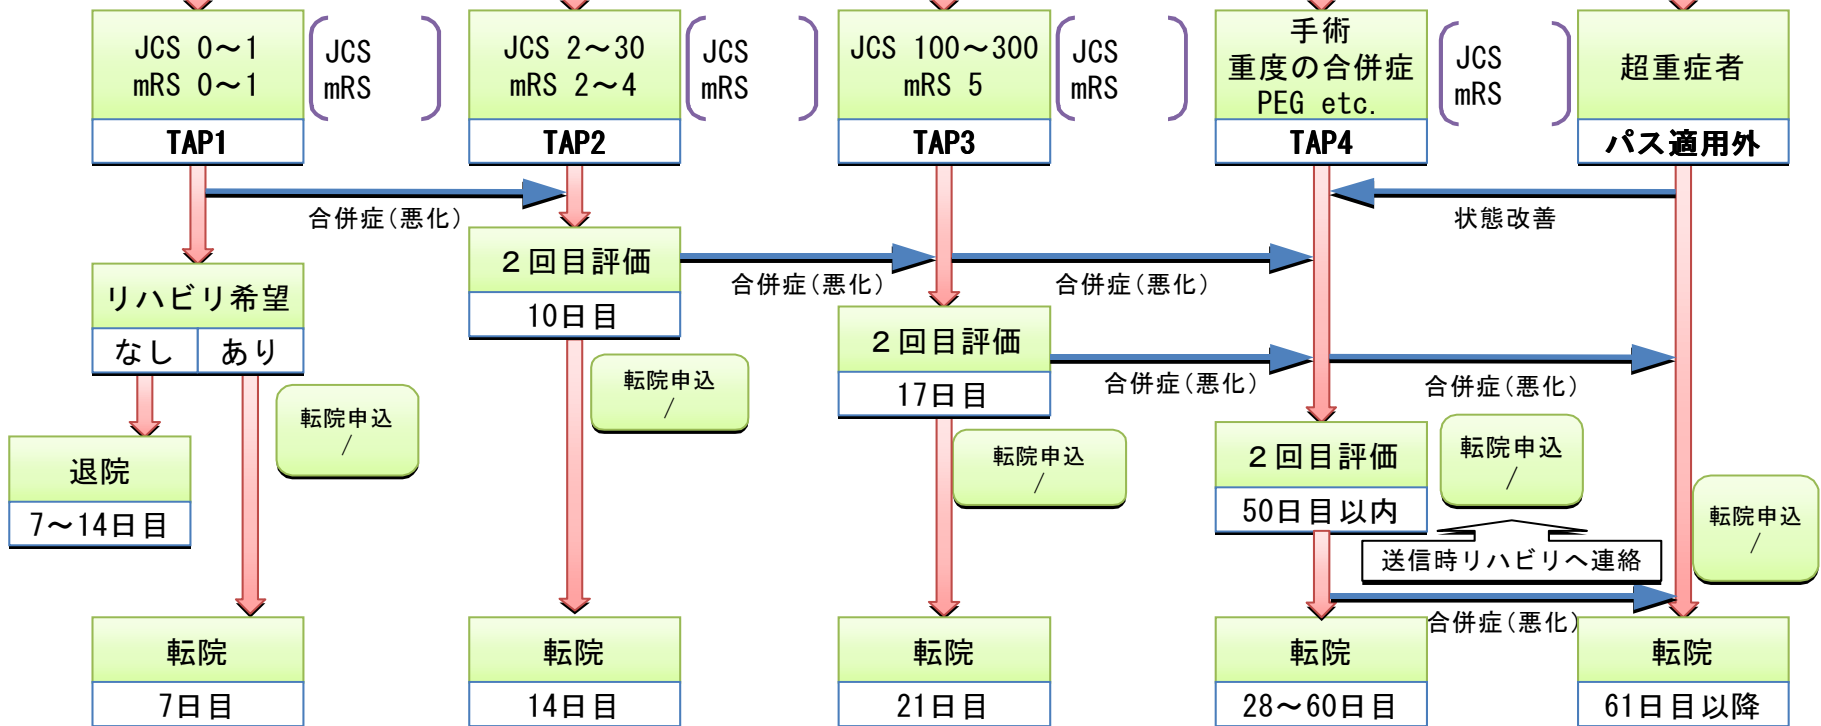 JCS 0～1
mRS 0～1
TAP1
JCS
mRS
JCS 2～30
mRS 2～4
TAP2
JCS
mRS
JCS 100～300
mRS 5
TAP3
JCS
mRS
手術
重度の合併症
PEG etc.
TAP4
JCS
mRS
超重症者
パス適用外
合併症(悪化)
状態改善
2回目評価
10日目
合併症(悪化)
合併症(悪化)
リハビリ希望
なし
あり
2回目評価
17日目
合併症(悪化)
合併症(悪化)
転院申込
/
転院申込
/
転院申込
/
2回目評価
50日目以内
転院申込
/
転院申込
/
退院
7～14日目
送信時リハビリへ連絡
合併症(悪化)
転院
7日目
転院
14日目
転院
21日目
転院
28～60日目
転院
61日目以降